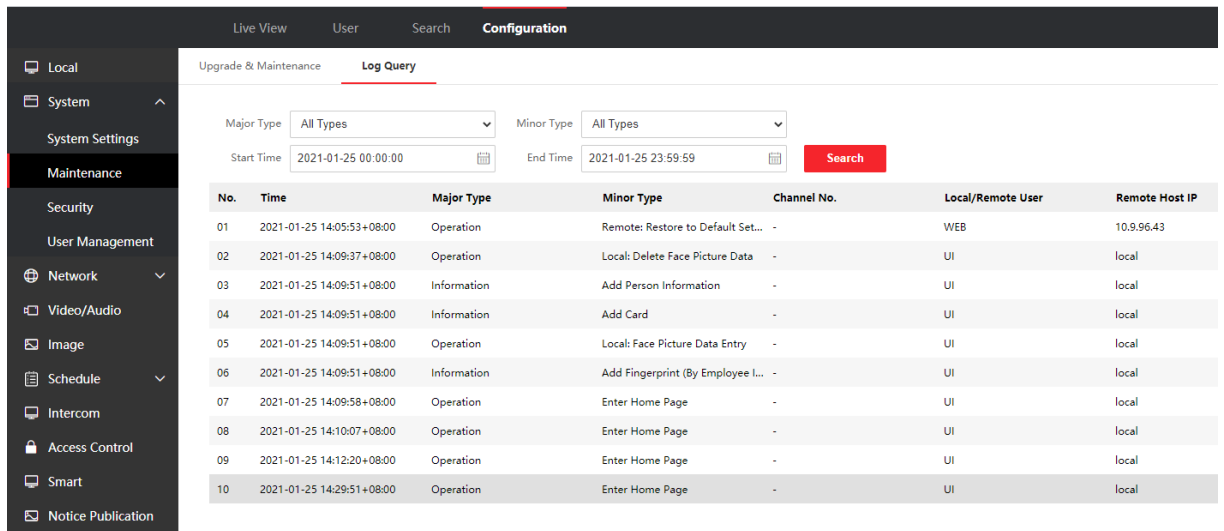 Live View User Search Configuration
Local
Upgrade & Maintenance Log Query
System
System Settings
Maintenance
Security
User Management
Network
Video/Audio
Image
Schedule
Intercom
Access Control
Smart
Notice Publication
Major Type All Types Minor Type All Types
Start Time 2021-01-25 00:00:00 End Time 2021-01-25 23:59:59 Search
No. Time Major Type Minor Type Channel No. Local/Remote User Remote Host IP
01 2021-01-25 14:05:53+08:00 Operation Remote: Restore to Default Set... - WEB 10.9.96.43
02 2021-01-25 14:09:37+08:00 Operation Local: Delete Face Picture Data - UI local
03 2021-01-25 14:09:51+08:00 Information Add Person Information - UI local
04 2021-01-25 14:09:51+08:00 Information Add Card - UI local
05 2021-01-25 14:09:51+08:00 Operation Local: Face Picture Data Entry - UI local
06 2021-01-25 14:09:51+08:00 Information Add Fingerprint (By Employee I... - UI local
07 2021-01-25 14:09:58+08:00 Operation Enter Home Page - UI local
08 2021-01-25 14:10:07+08:00 Operation Enter Home Page - UI local
09 2021-01-25 14:12:20+08:00 Operation Enter Home Page - UI local
10 2021-01-25 14:29:51+08:00 Operation Enter Home Page - UI local